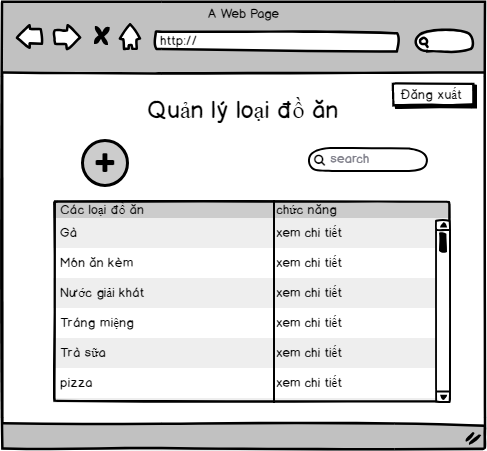 A Web Page
http://
Đăng xuất
Quản lý loại đồ ăn
search
Các loại đồ ăn chức năng
Gà xem chi tiết
Món ăn kèm xem chi tiết
Nước giải khát xem chi tiết
Tráng miệng xem chi tiết
Trà sữa xem chi tiết
pizza xem chi tiết